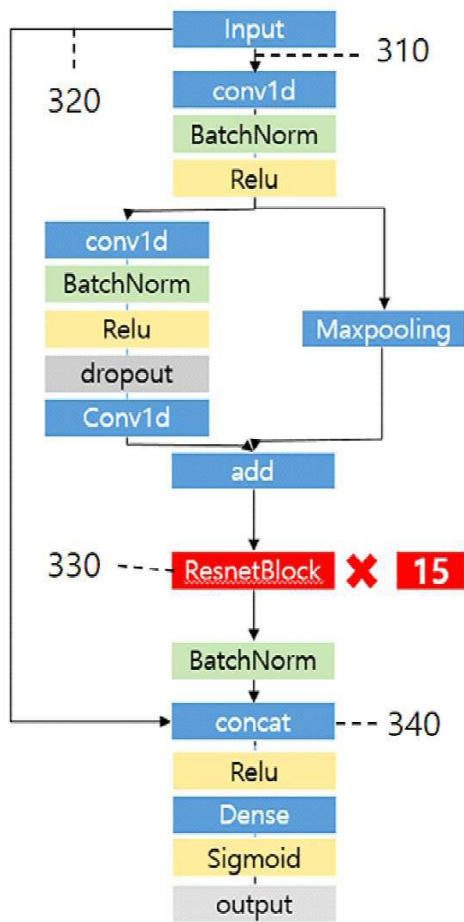 Input
310
320
conv1d
BatchNorm
Relu
conv1d
BatchNorm
Relu
dropout
Conv1d
Maxpooling
add
330
ResnetBlock
15
BatchNorm
concat
340
Relu
Dense
Sigmoid
output